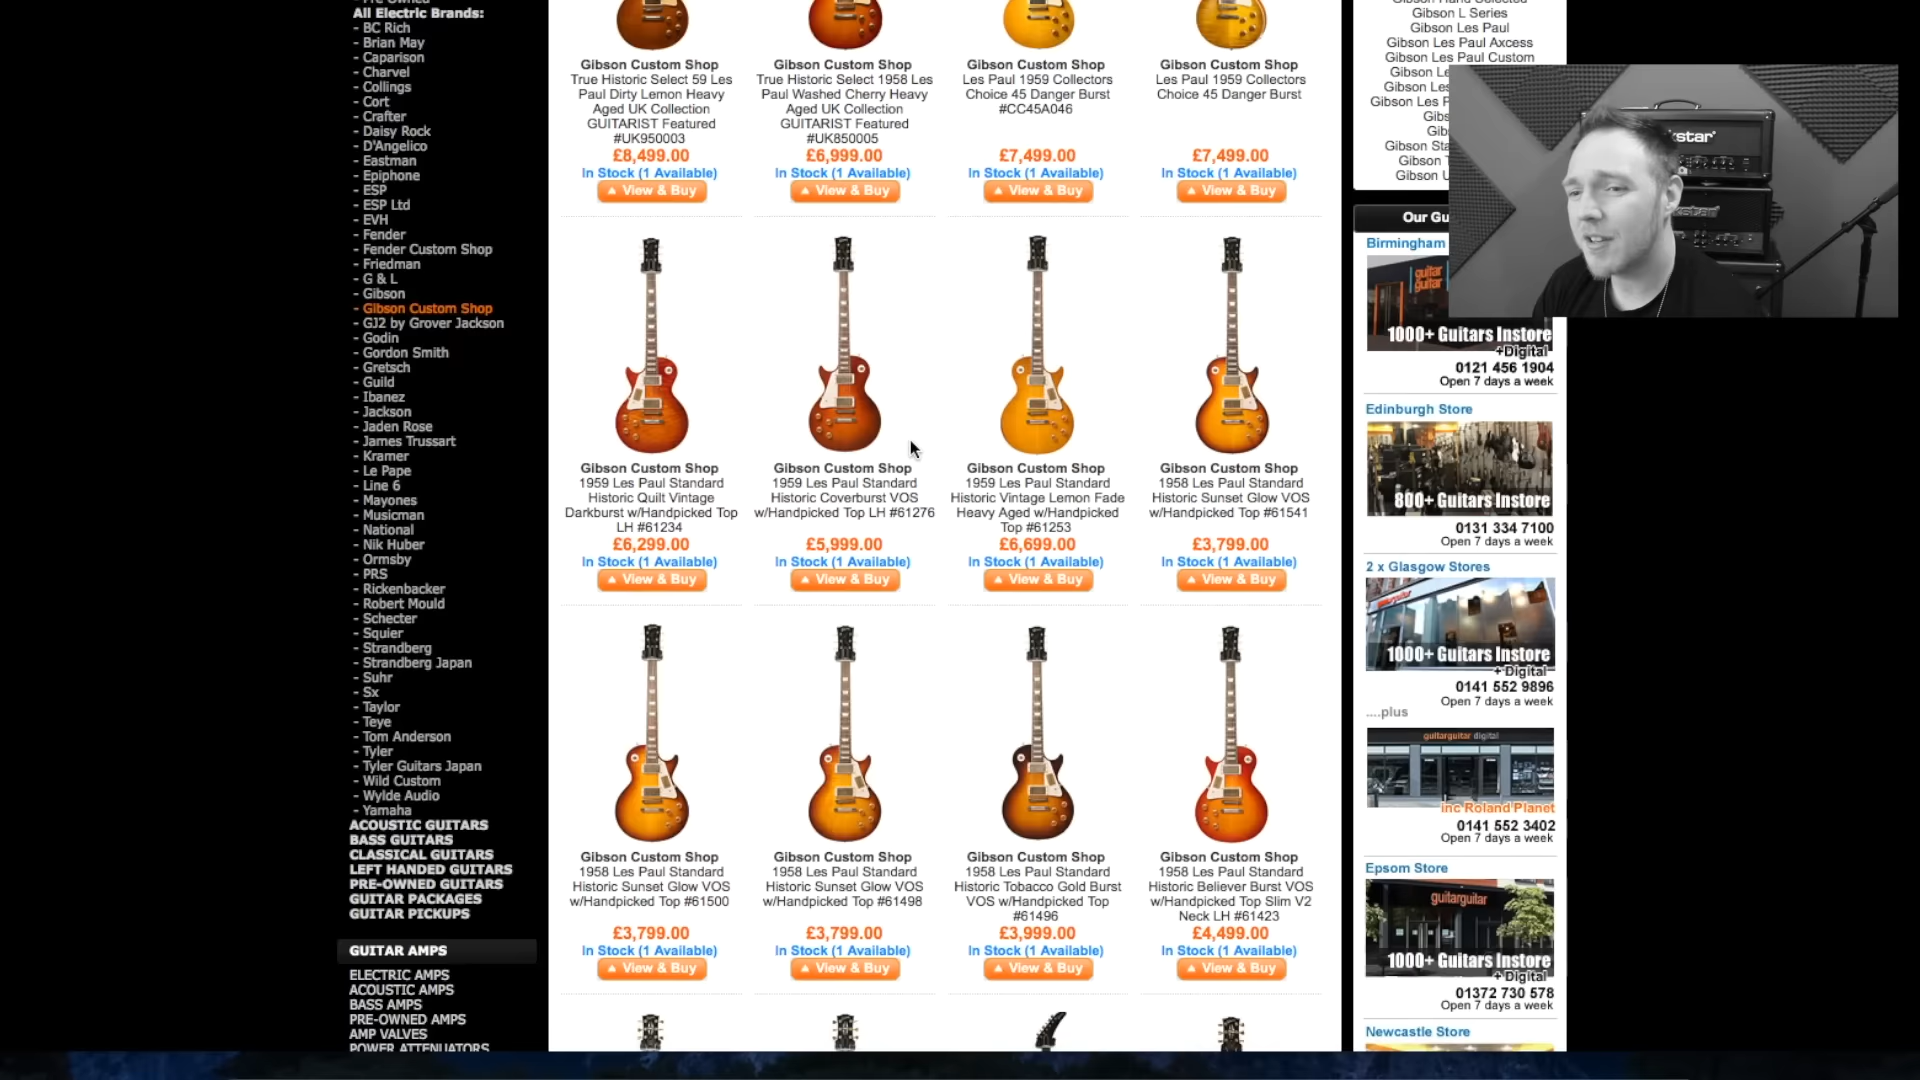 All Electric Brands:
- BC Rich
- Brian May
- Caparison
- Charvel
- Collings
- Cort
- Crafter
- Daisy Rock
- D'Angelico
- Eastman
- Epiphone
- ESP
- ESP Ltd
- EVH
- Fender
- Fender Custom Shop
- Friedman
- G & L
- Gibson
- Gibson Custom Shop
- GJ2 by Grover Jackson
- Godin
- Gordon Smith
- Gretsch
- Guild
- Ibanez
- Jackson
- Jaden Rose
- James Trussart
- Kramer
- Le Pape
- Line 6
- Mayones
- Musicman
- National
- Nik Huber
- Ormsby
- PRS
- Rickenbacker
- Robert Mould
- Schecter
- Squier
- Strandberg
- Strandberg Japan
- Suhr
- Sx
- Taylor
- Teye
- Tom Anderson
- Tyler
- Tyler Guitars Japan
- Wild Custom
- Wylde Audio
- Yamaha
ACOUSTIC GUITARS
BASS GUITARS
CLASSICAL GUITARS
LEFT HANDED GUITARS
PRE-OWNED GUITARS
GUITAR PACKAGES
GUITAR PICKUPS
GUITAR AMPS
ELECTRIC AMPS
ACOUSTIC AMPS
BASS AMPS
PRE-OWNED AMPS
AMP VALVES
POWER ATTENUATORS
Gibson Custom Shop
True Historic Select 59 Les
Paul Dirty Lemon Heavy
Aged UK Collection
GUITARIST Featured
#UK950003
£8,499.00
In Stock (1 Available)
View & Buy
Gibson Custom Shop
True Historic Select 1958 Les
Paul Washed Cherry Heavy
Aged UK Collection
GUITARIST Featured
#UK850005
£6,999.00
In Stock (1 Available)
View & Buy
Gibson Custom Shop
Les Paul 1959 Collectors
Choice 45 Danger Burst
#CC45A046
£7,499.00
In Stock (1 Available)
View & Buy
Gibson Custom Shop
Les Paul 1959 Collectors
Choice 45 Danger Burst
£7,499.00
In Stock (1 Available)
View & Buy
Gibson Custom Shop
1959 Les Paul Standard
Historic Quilt Vintage
Darkburst w/Handpicked Top
LH #61234
£6,299.00
In Stock (1 Available)
View & Buy
Gibson Custom Shop
1959 Les Paul Standard
Historic Coverburst VOS
w/Handpicked Top LH #61276
£5,999.00
In Stock (1 Available)
View & Buy
Gibson Custom Shop
1959 Les Paul Standard
Historic Vintage Lemon Fade
Heavy Aged w/Handpicked
Top #61253
£6,699.00
In Stock (1 Available)
View & Buy
Gibson Custom Shop
1958 Les Paul Standard
Historic Sunset Glow VOS
w/Handpicked Top #61541
£3,799.00
In Stock (1 Available)
View & Buy
Gibson Custom Shop
1958 Les Paul Standard
Historic Sunset Glow VOS
w/Handpicked Top #61500
£3,799.00
In Stock (1 Available)
View & Buy
Gibson Custom Shop
1958 Les Paul Standard
Historic Sunset Glow VOS
w/Handpicked Top #61498
£3,799.00
In Stock (1 Available)
View & Buy
Gibson Custom Shop
1958 Les Paul Standard
Historic Tobacco Gold Burst
VOS w/Handpicked Top
#61496
£3,999.00
In Stock (1 Available)
View & Buy
Gibson Custom Shop
1958 Les Paul Standard
Historic Believer Burst VOS
w/Handpicked Top Slim V2
Neck LH #61423
£4,499.00
In Stock (1 Available)
View & Buy
Gibson L Series
Gibson Les Paul
Gibson Les Paul Axcess
Gibson Les Paul Custom
Gibson
Gibson Les
Gibson Les
Gibson
Gibson
Gibson
Our
Birmingham
guitar
guitar
1000+ Guitars Instore
+Digital
0121 456 1904
Open 7 days a week
Edinburgh Store
800+ Guitars Instore
0131 334 7100
Open 7 days a week
2 x Glasgow Stores
1000+ Guitars Instore
+Digital
0141 552 9896
Open 7 days a week
....plus
guitarguitar digital
inc Roland Planet
0141 552 3402
Open 7 days a week
Epsom Store
guitarguitar
1000+ Guitars Instore
+Digital
01372 730 578
Open 7 days a week
Newcastle Store